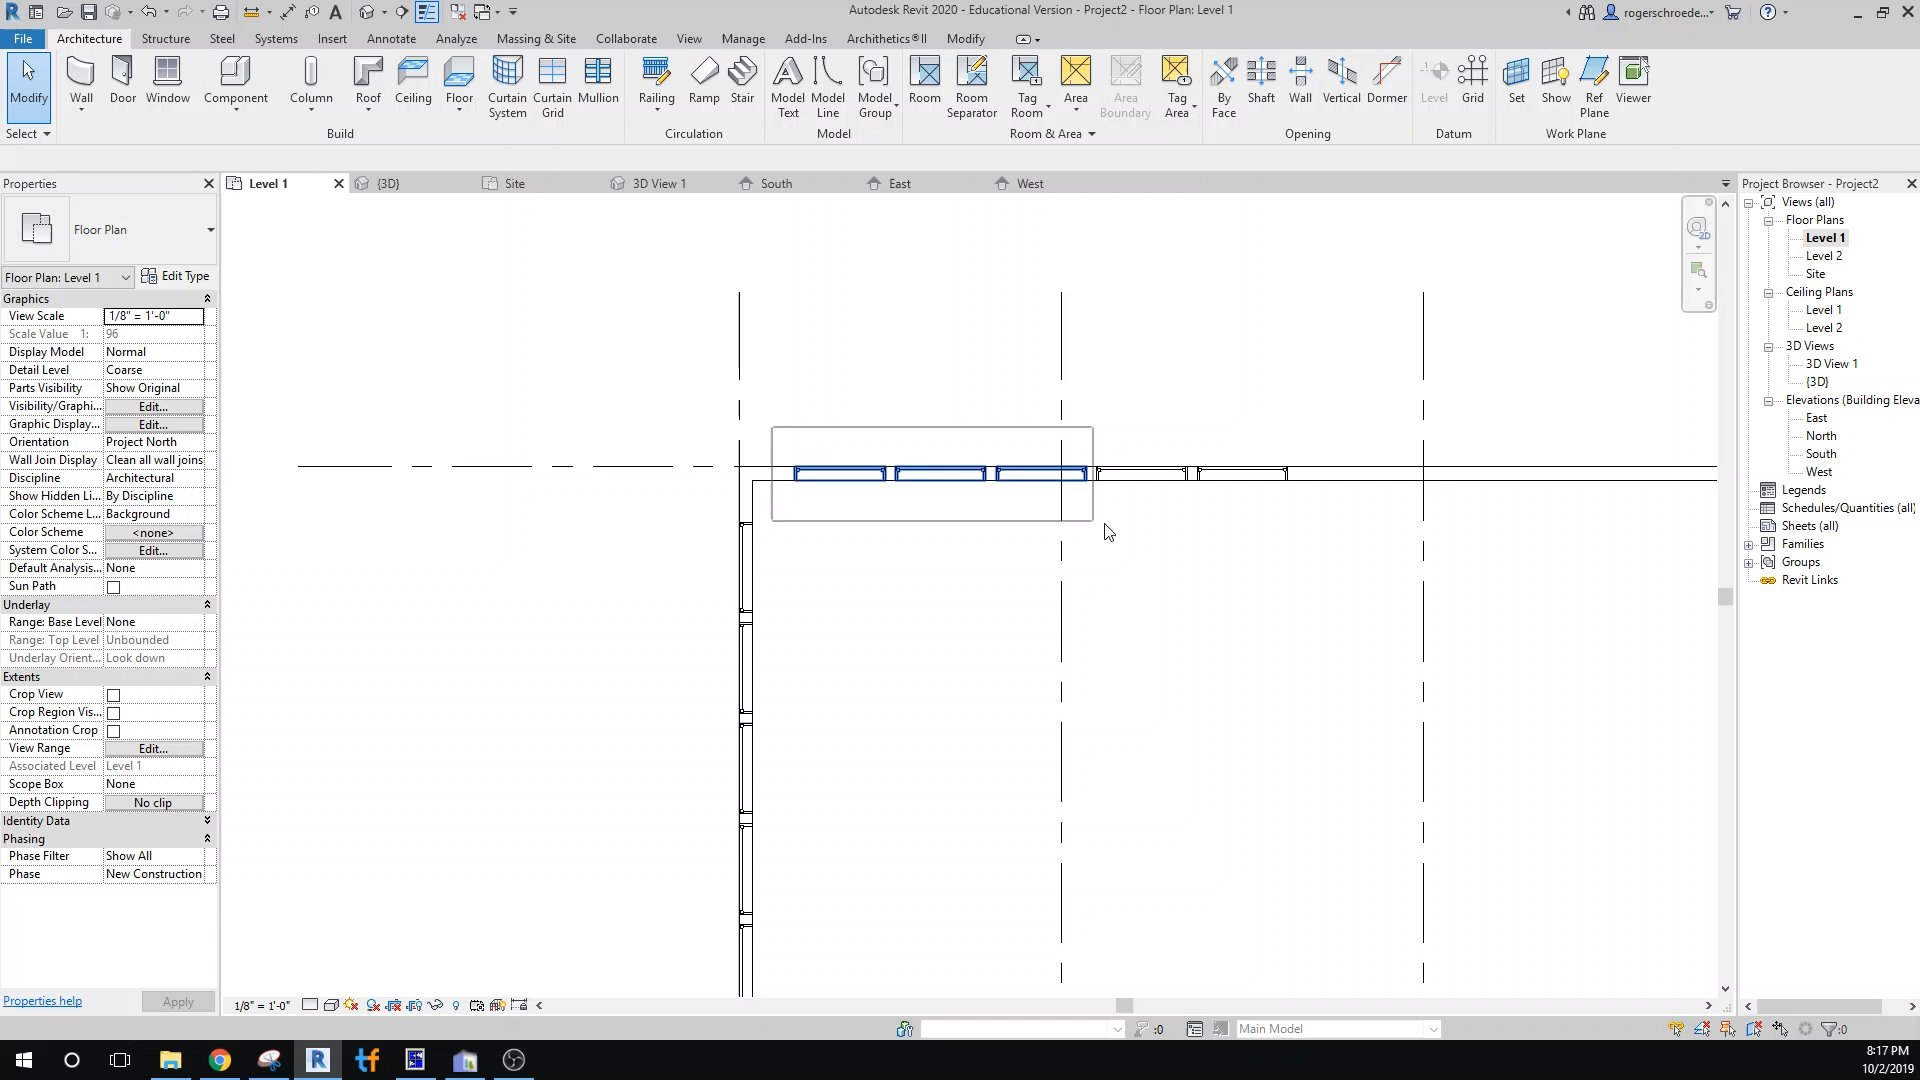 Autodesk Revit 2020 - Educational Version - Project2 - Floor Plan: Level 1
rogerschroede...
File Architecture Structure Steel Systems Insert Annotate Analyze Massing & Site Collaborate View Manage Add-Ins Archithetics®II Modify
Modify Wall Door Window Component Column Roof Ceiling Floor Curtain System Curtain Grid Mullion Railing Ramp Stair Model Text Model Line Model Group Room Room Separator Tag Room Area Area Boundary Tag Area By Face Shaft Wall Vertical Dormer Level Grid Set Show Ref Plane Viewer
Select Build Circulation Model Room & Area Opening Datum Work Plane
Properties
Floor Plan
Floor Plan: Level 1 Edit Type
Graphics
View Scale 1/8" = 1'-0"
Scale Value 1: 96
Display Model Normal
Detail Level Coarse
Parts Visibility Show Original
Visibility/Graphi... Edit...
Graphic Display... Edit...
Orientation Project North
Wall Join Display Clean all wall joins
Discipline Architectural
Show Hidden Li... By Discipline
Color Scheme L... Background
Color Scheme <none>
System Color S... Edit...
Default Analysis... None
Sun Path
Underlay
Range: Base Level None
Range: Top Level Unbounded
Underlay Orient... Look down
Extents
Crop View
Crop Region Vis...
Annotation Crop
View Range Edit...
Associated Level Level 1
Scope Box None
Depth Clipping No clip
Identity Data
Phasing
Phase Filter Show All
Phase New Construction
Properties help Apply
Level 1 {3D} Site 3D View 1 South East West
2D
1/8" = 1'-0"
Project Browser - Project2
Views (all)
Floor Plans
Level 1
Level 2
Site
Ceiling Plans
Level 1
Level 2
3D Views
3D View 1
{3D}
Elevations (Building Eleva
East
North
South
West
Legends
Schedules/Quantities (all)
Sheets (all)
Families
Groups
Revit Links
:0 Main Model :0
8:17 PM
10/2/2019